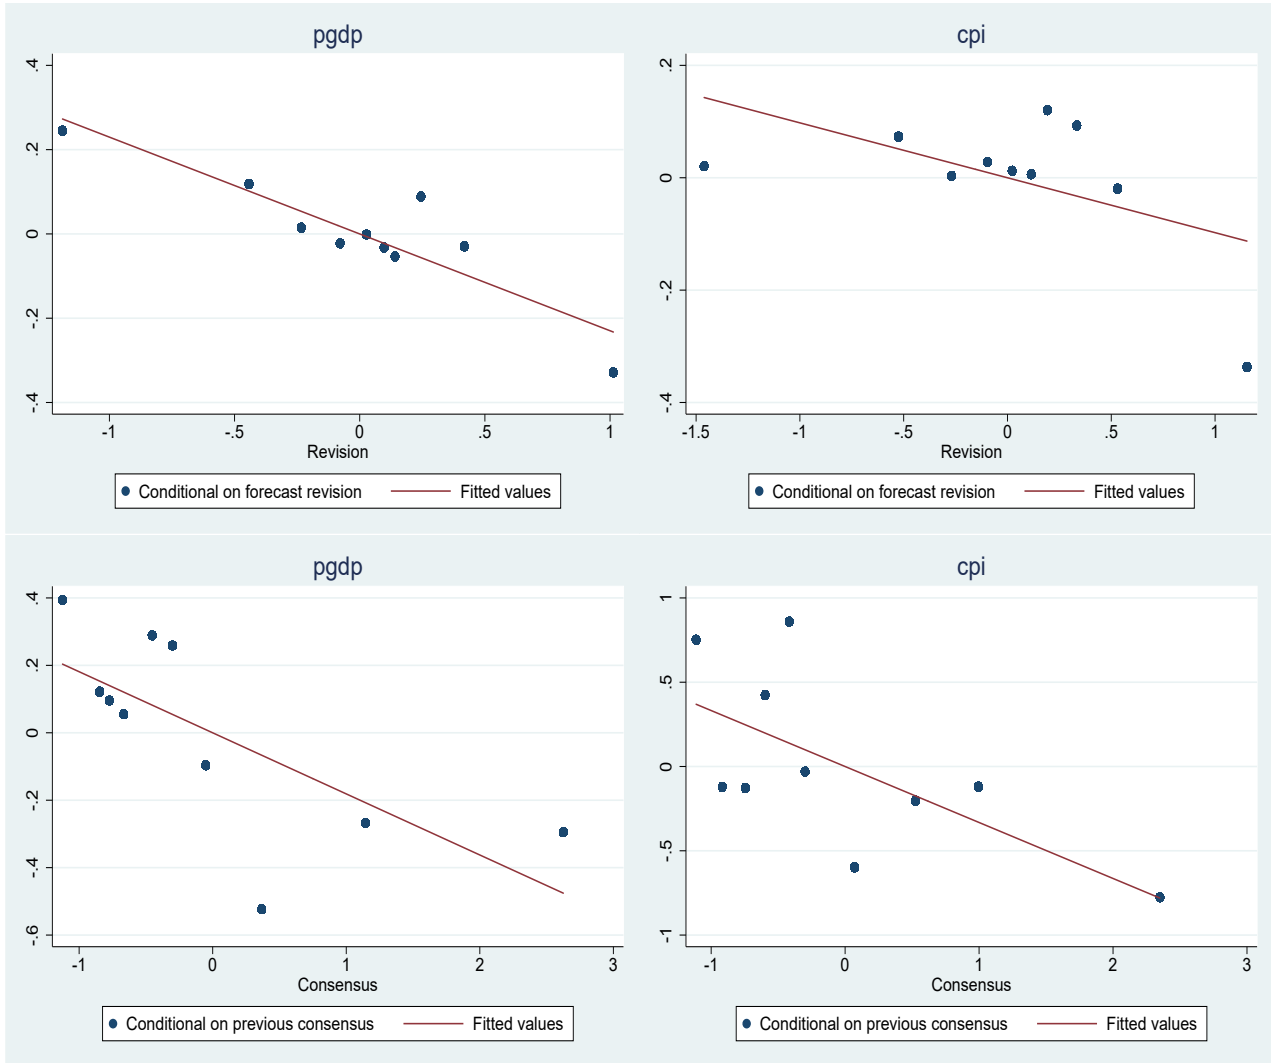 pgdp
.4
.2
0
-.2
-.4
-1
-.5
0
.5
1
Revision
Conditional on forecast revision
Fitted values
cpi
.2
0
-.2
-.4
-1.5
-1
-.5
0
.5
1
Revision
Conditional on forecast revision
Fitted values
pgdp
.4
.2
0
-.2
-.4
-.6
-1
0
1
2
3
Consensus
Conditional on previous consensus
Fitted values
cpi
1
.5
0
-.5
-1
-1
0
1
2
3
Consensus
Conditional on previous consensus
Fitted values